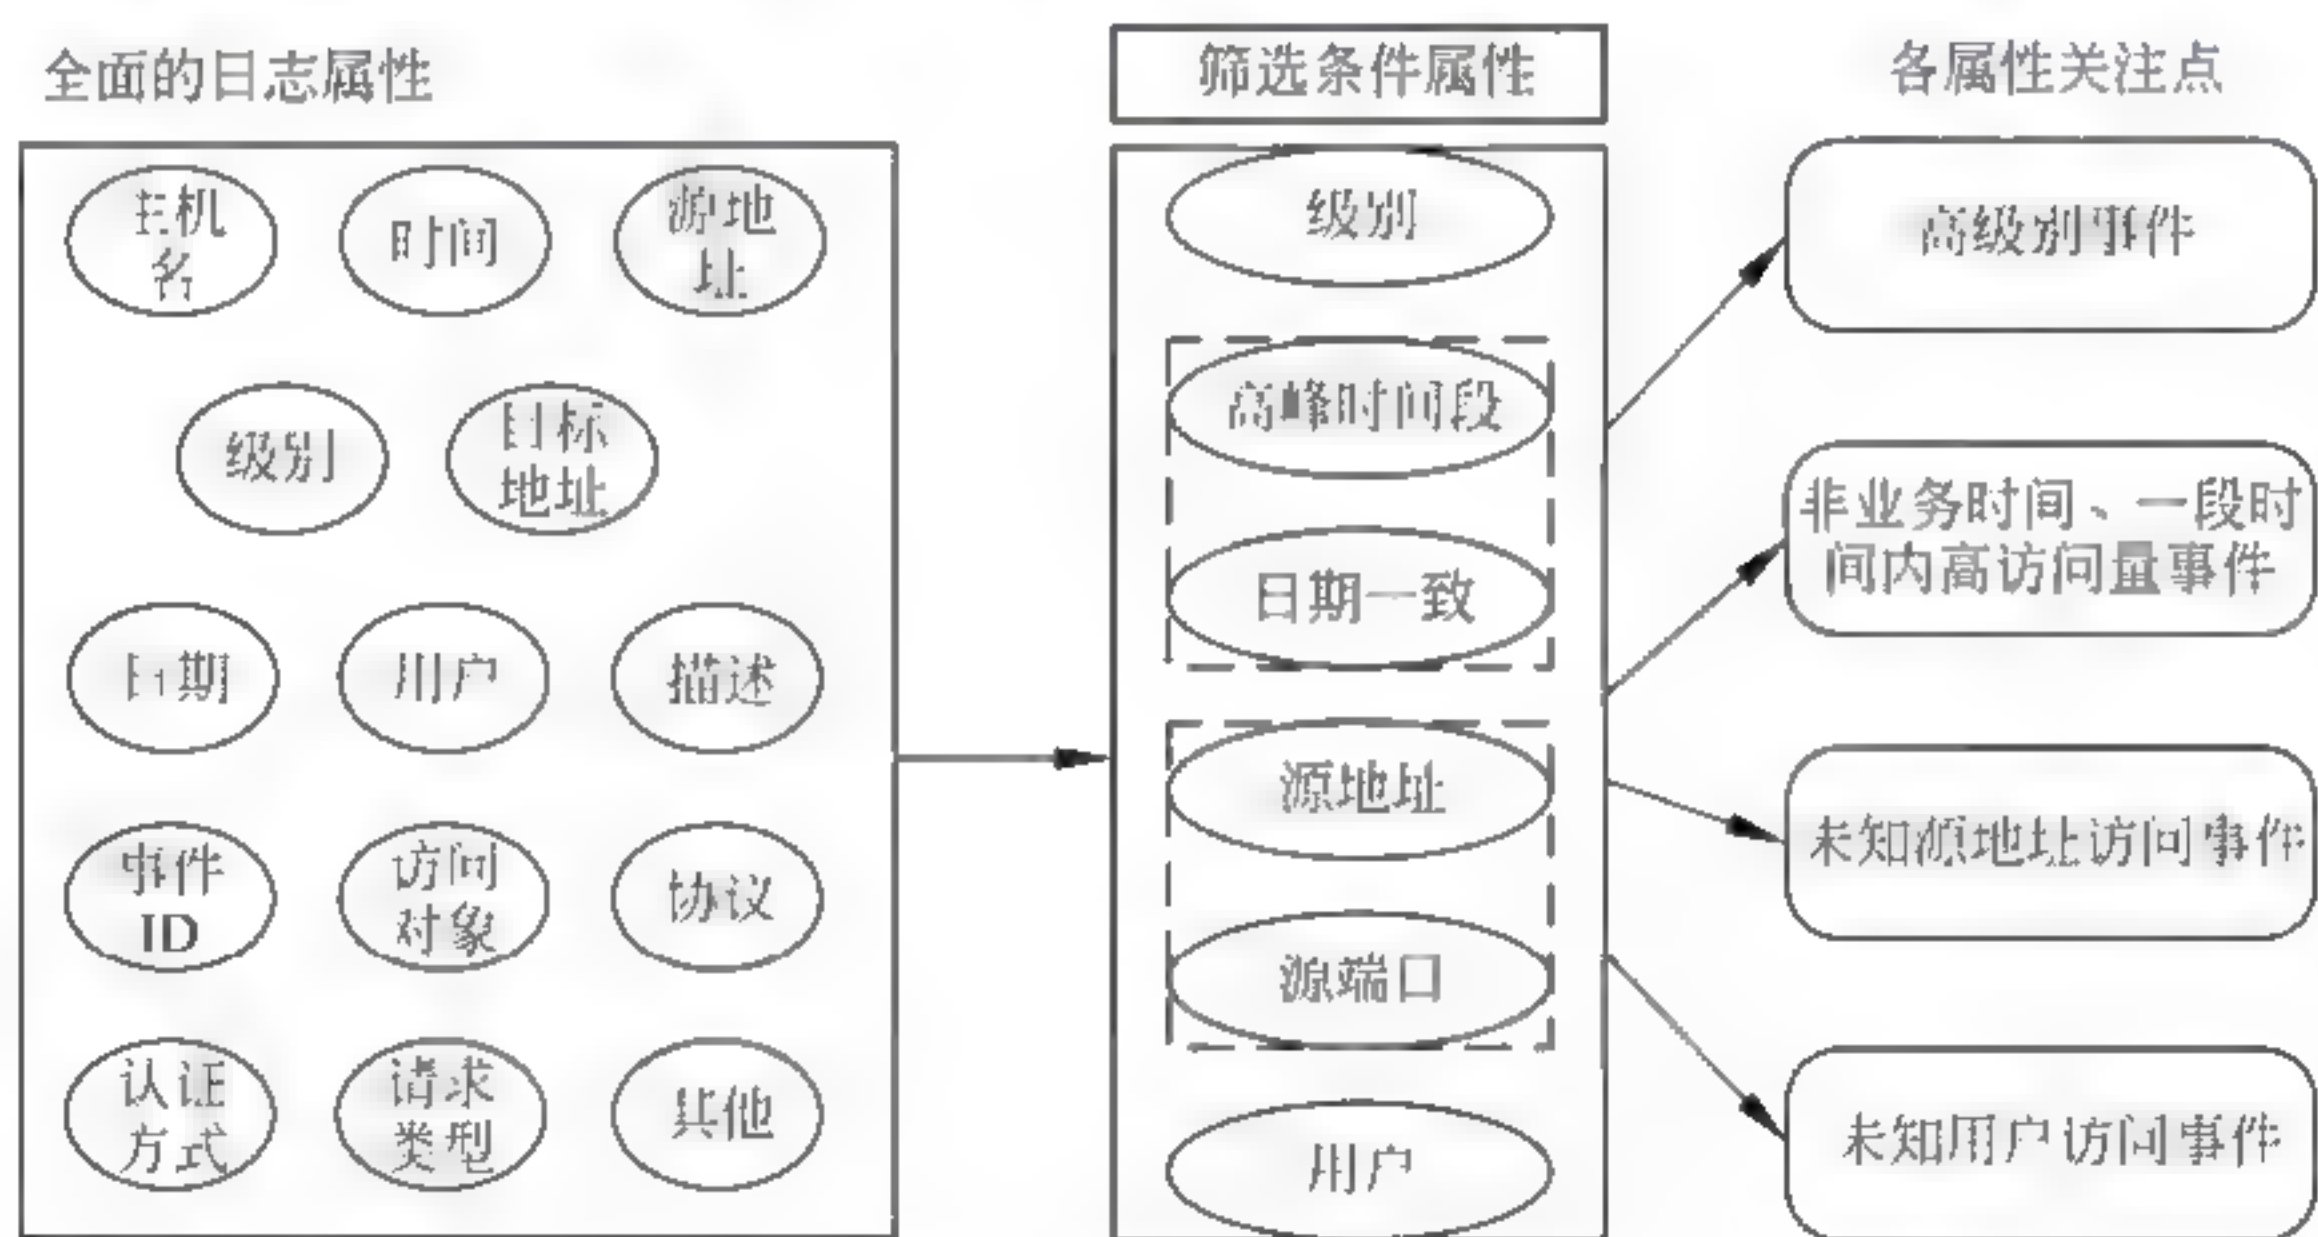 全面的日志属性
主机
名
时间
源地
址
级别
目标
地址
日期
用户
描述
事件
ID
访问
对象
协议
认证
方式
请求
类型
其他
筛选条件属性
级别
高峰时间段
日期一致
源地址
源端口
用户
各属性关注点
高级别事件
非业务时间、一段时
间内高访问量事件
未知源地址访问事件
未知用户访问事件